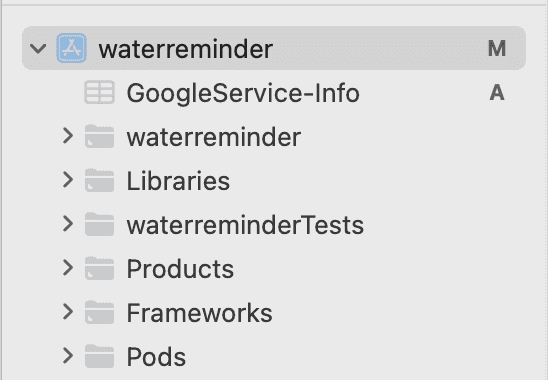 waterreminder M
GoogleService-Info A
waterreminder
Libraries
waterreminderTests
Products
Frameworks
Pods